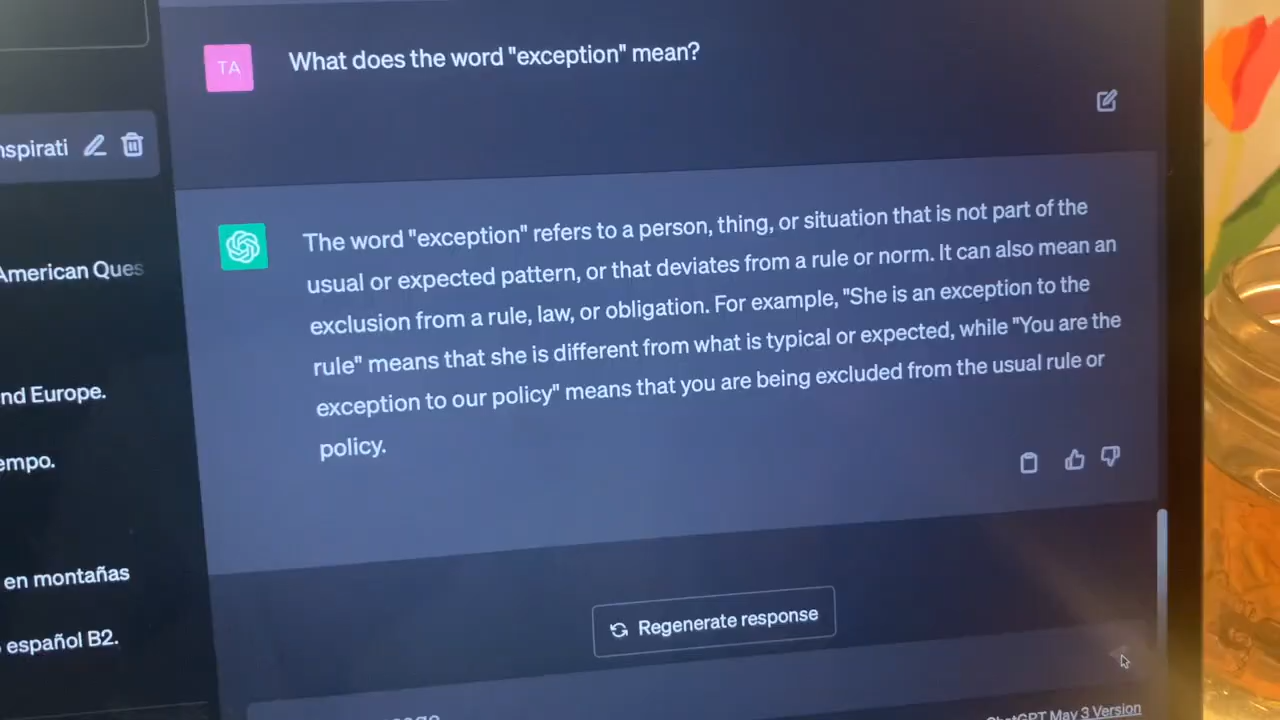 TA
What does the word "exception" mean?
nspirati
The word "exception" refers to a person, thing, or situation that is not part of the
usual or expected pattern, or that deviates from a rule or norm. It can also mean an
exclusion from a rule, law, or obligation. For example, "She is an exception to the
rule" means that she is different from what is typical or expected, while "You are the
exception to our policy" means that you are being excluded from the usual rule or
policy.
American Ques
nd Europe.
empo.
en montañas
español B2.
Regenerate response
ChatGPT May 3 Version